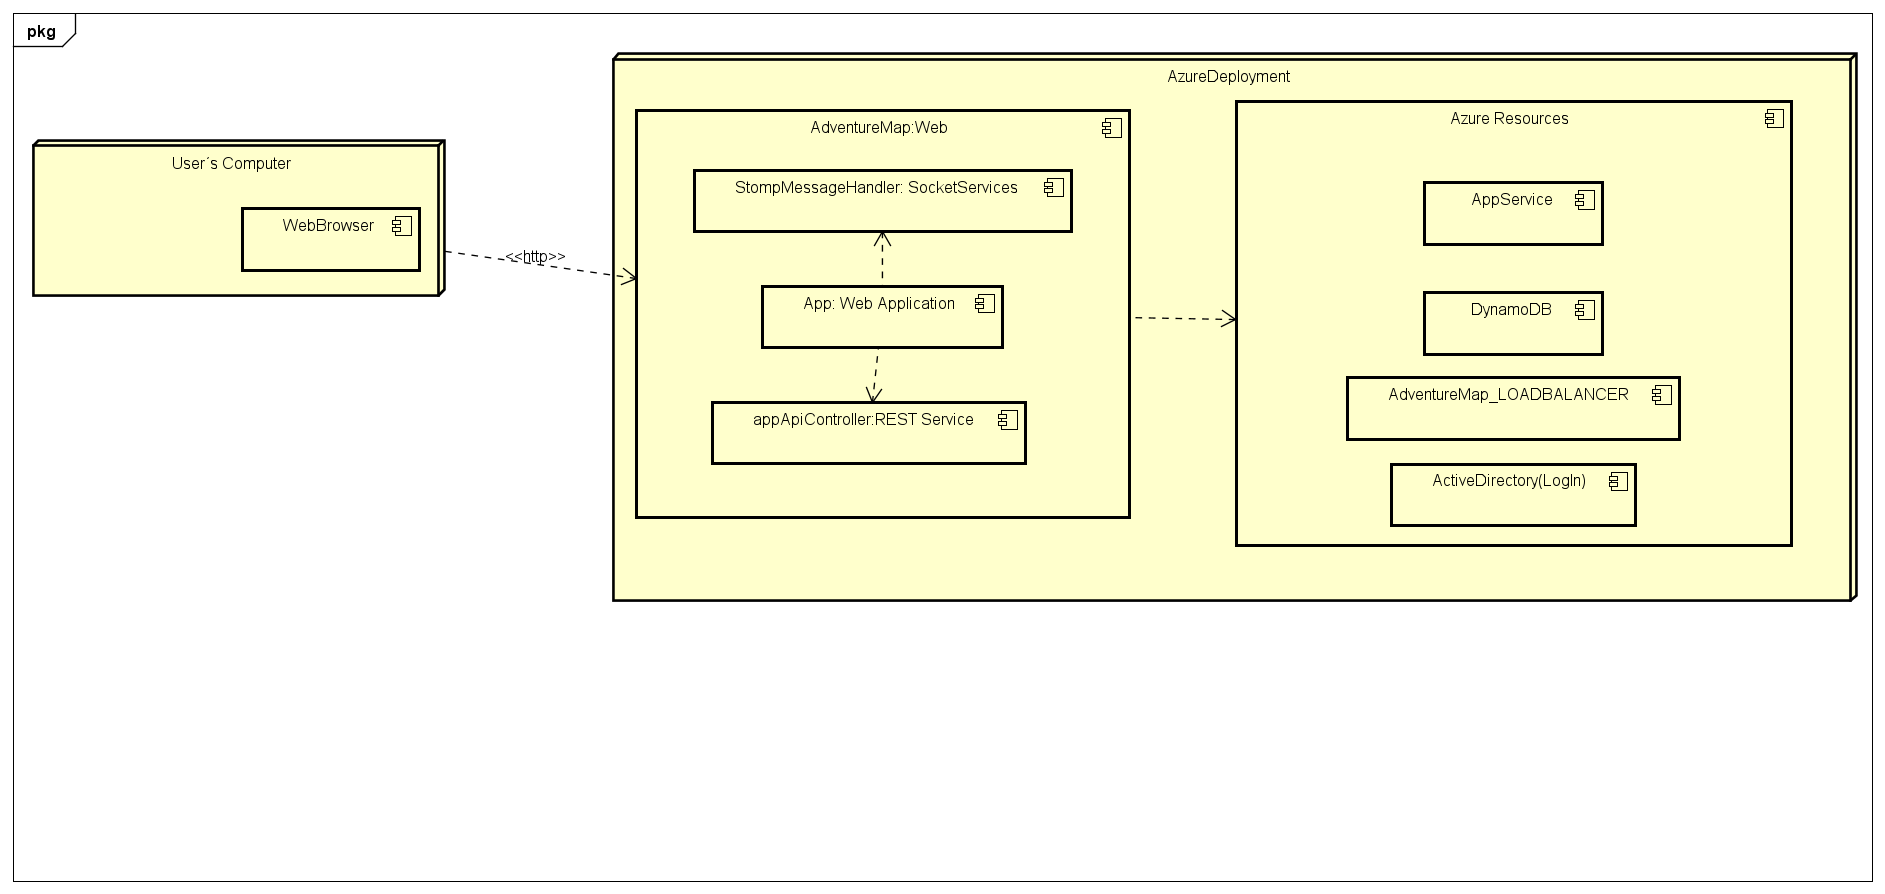 pkg
AzureDeployment
User´s Computer
WebBrowser
<<http>>
AdventureMap:Web
StompMessageHandler: SocketServices
App: Web Application
appApiController:REST Service
Azure Resources
AppService
DynamoDB
AdventureMap_LOADBALANCER
ActiveDirectory(LogIn)